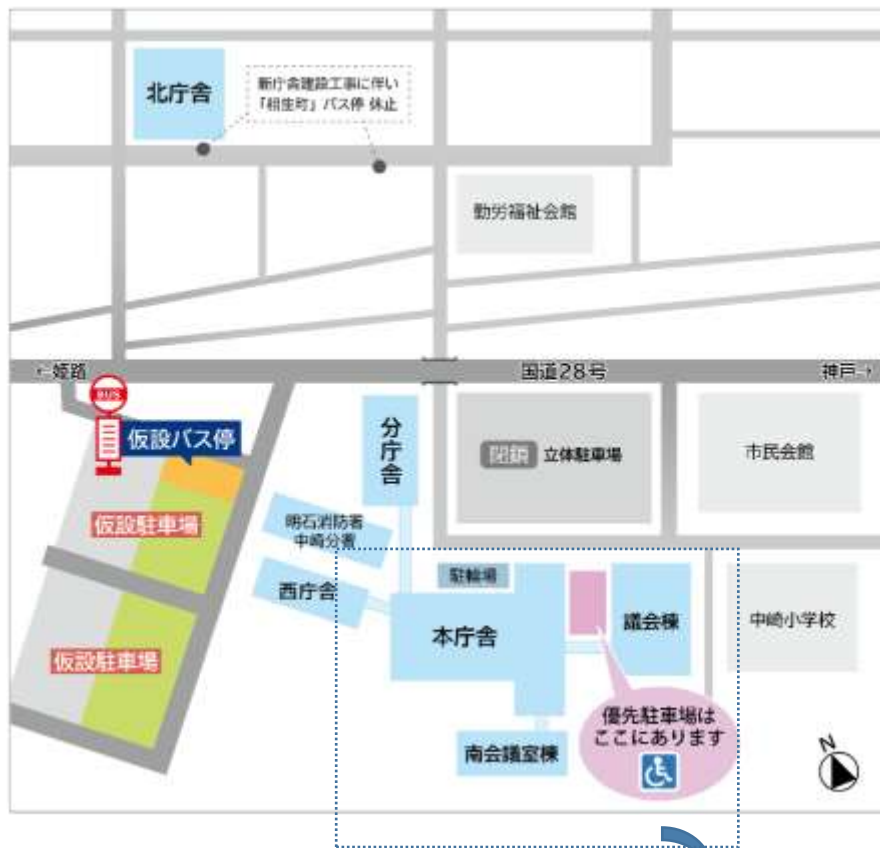 北庁舎
新庁舎建設工事に伴い
「相生町」バス停 休止
勤労福祉会館
←姫路
国道28号
神戸→
BUS
仮設バス停
分庁舎
閉鎖 立体駐車場
市民会館
仮設駐車場
明石消防署
中崎分署
駐輪場
西庁舎
本庁舎
議会棟
中崎小学校
仮設駐車場
優先駐車場は
ここにあります
南会議室棟
N